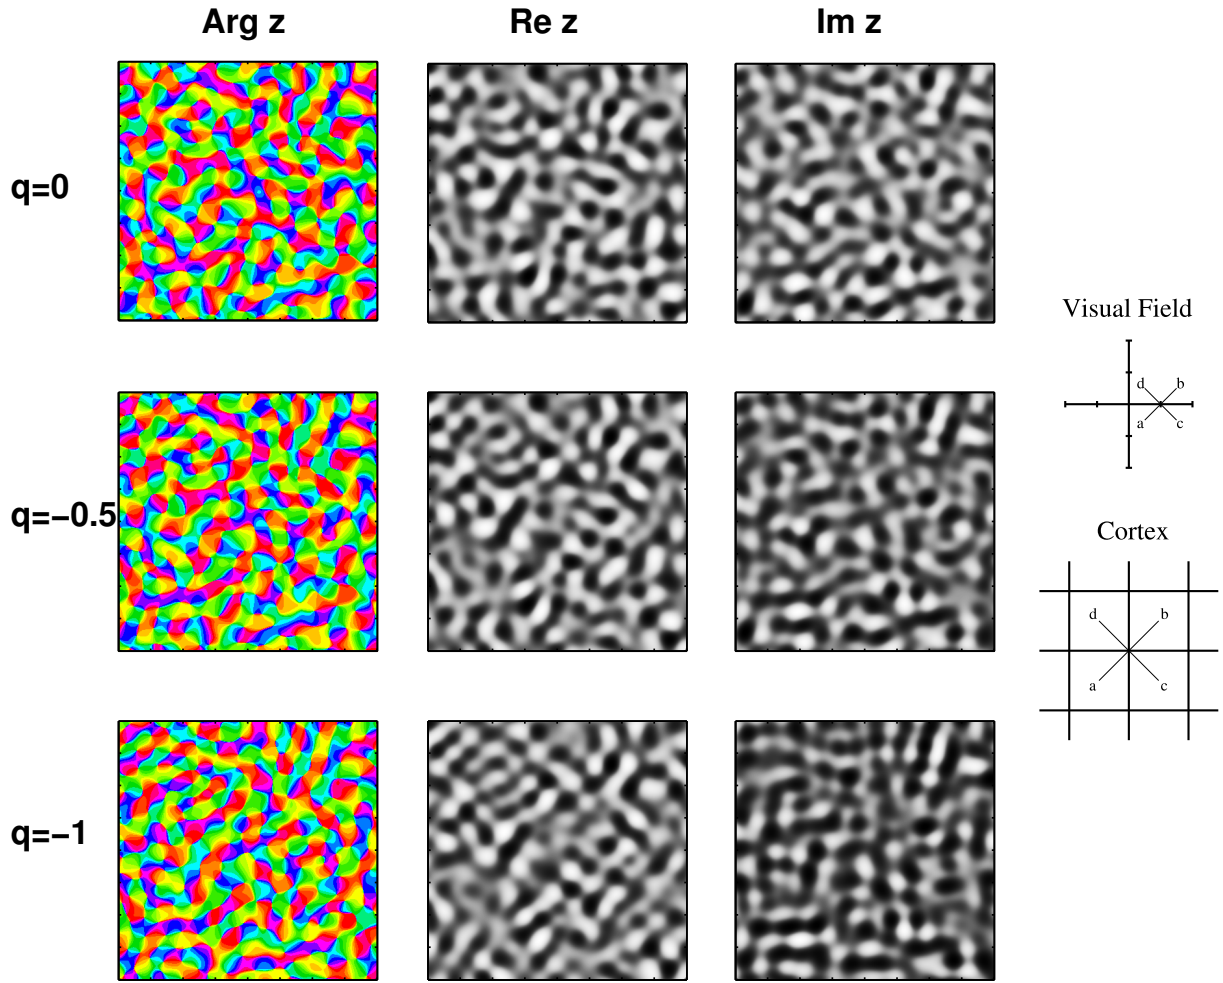 Arg z Re z Im z
q=0
Visual Field
d b
a c
q=−0.5
Cortex
d b
a c
q=−1